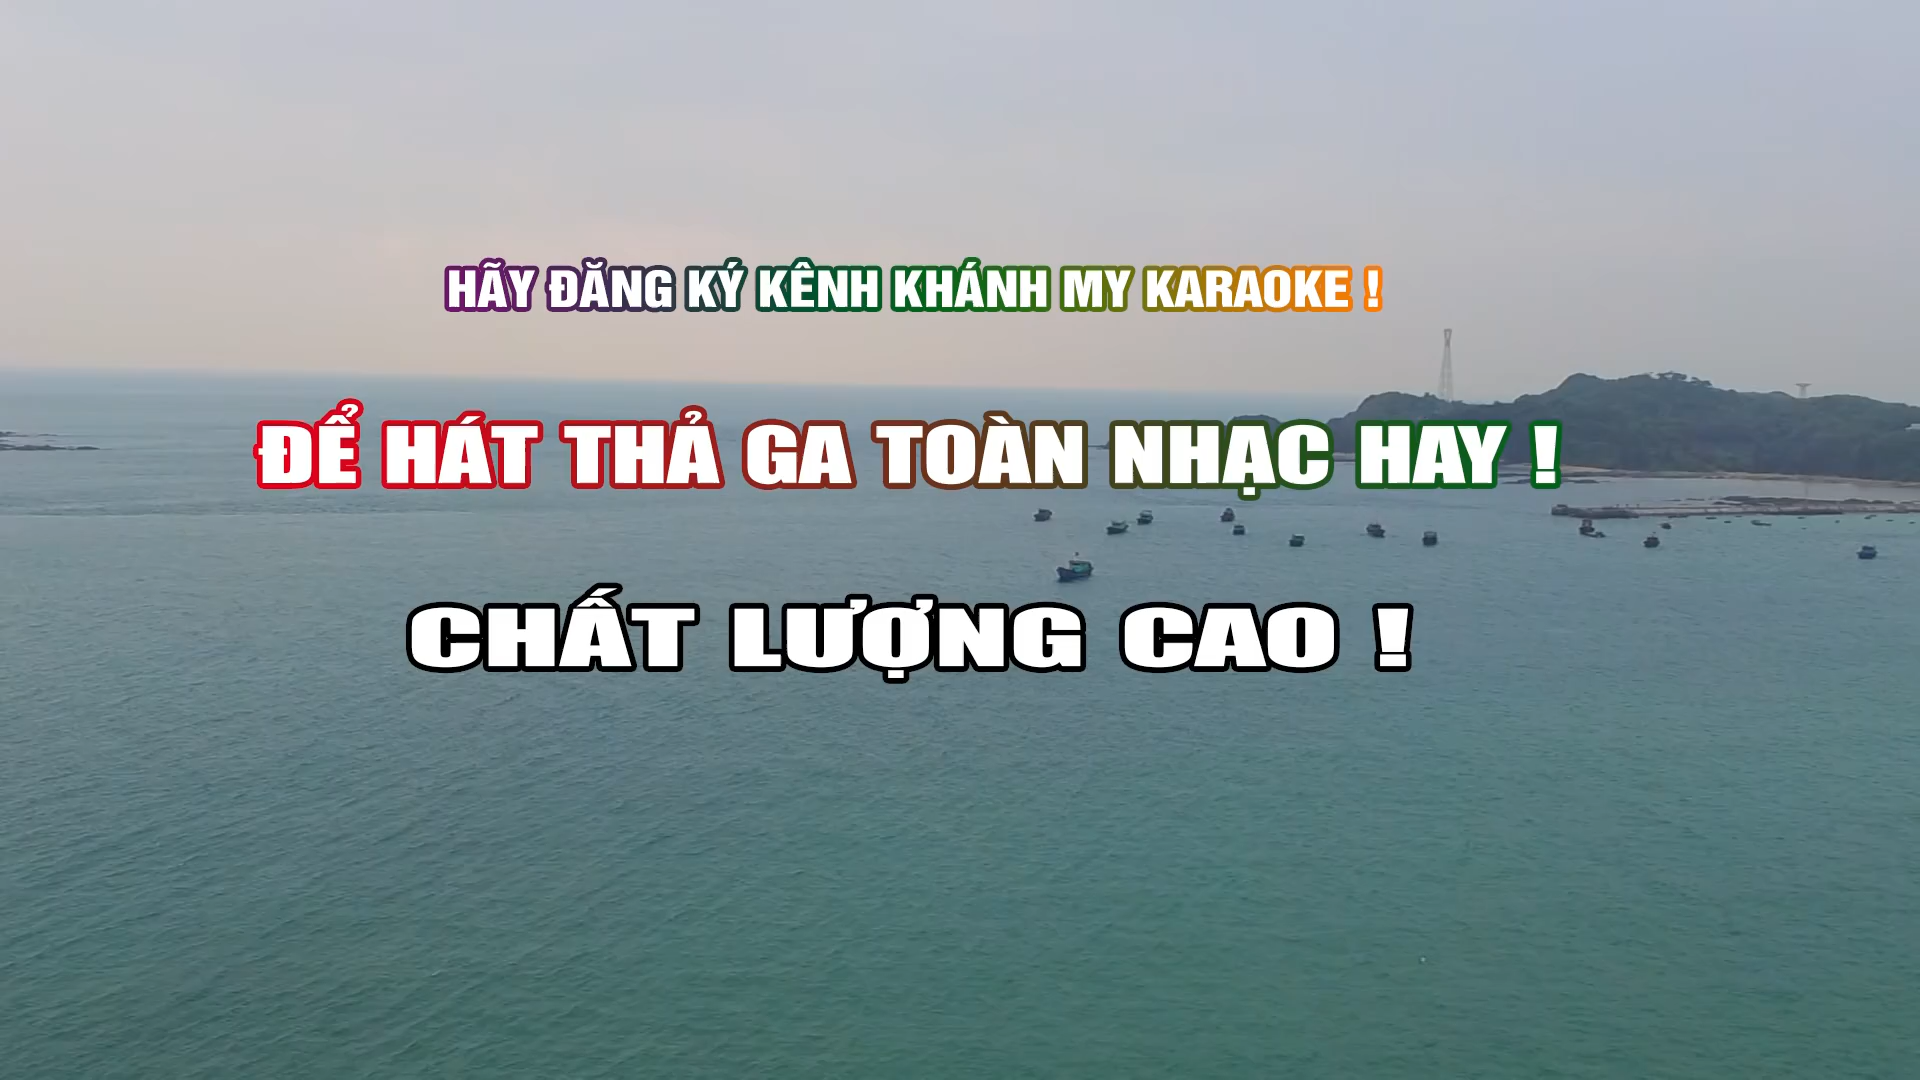 HÃY ĐĂNG KÝ KÊNH KHÁNH MY KARAOKE !
ĐỂ HÁT THẢ GA TOÀN NHẠC HAY !
CHẤT LƯỢNG CAO !